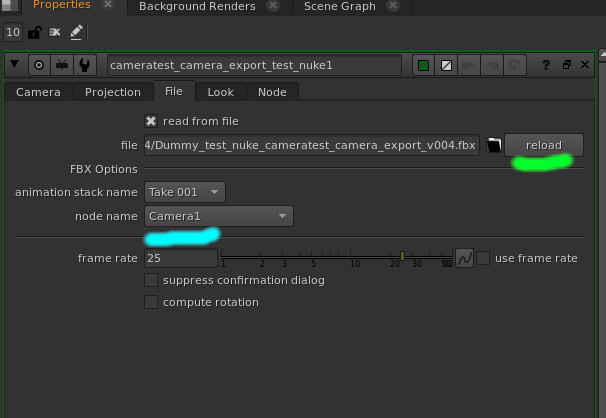 Properties Background Renders Scene Graph
10
cameratest_camera_export_test_nuke1 ?
Camera Projection File Look Node
read from file
file 4/Dummy_test_nuke_cameratest_camera_export_v004.fbx reload
FBX Options
animation stack name Take 001
node name Camera1
frame rate 25 1 2 3 5 10 20 30 use frame rate
suppress confirmation dialog
compute rotation